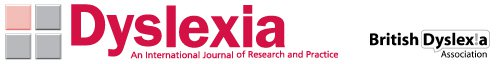 Dyslexia
An International Journal of Research and Practice
British Dyslexia
Association